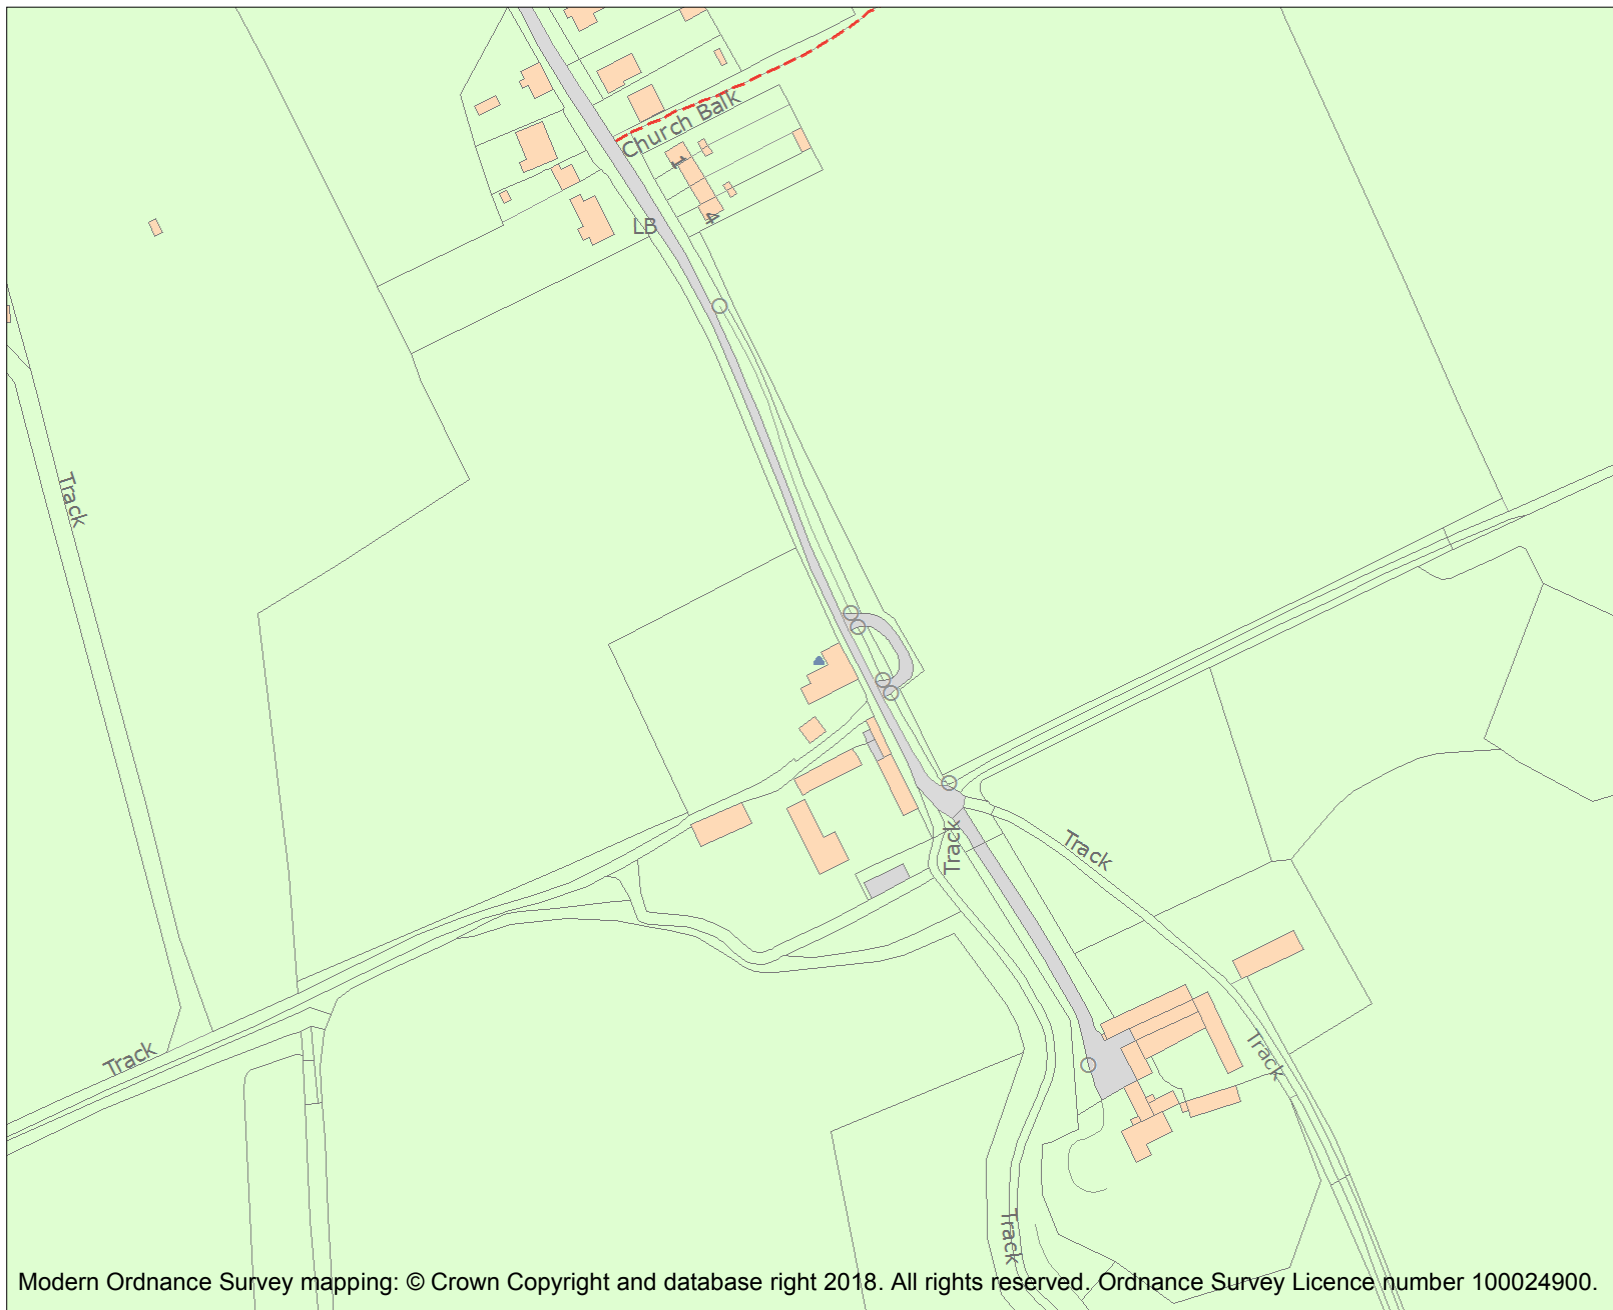 Church Balk
1
LB
4
Track
Track
Track
Track
Track
Track
Modern Ordnance Survey mapping: © Crown Copyright and database right 2018. All rights reserved. Ordnance Survey Licence number 100024900.